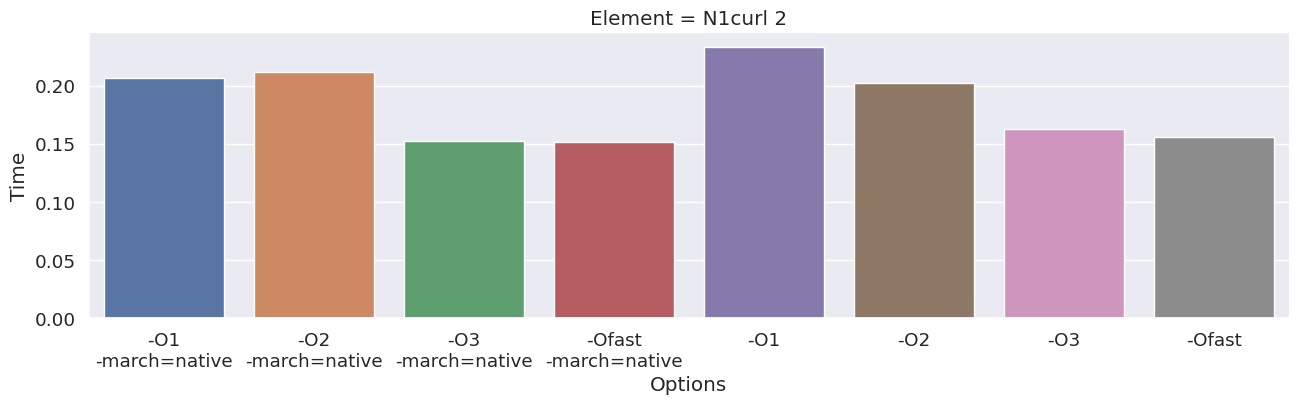 Element = N1curl 2
Time
0.20
0.15
0.10
0.05
0.00
-O1 -O2 -O3 -Ofast -O1 -O2 -O3 -Ofast
-march=native -march=native -march=native -march=native
Options